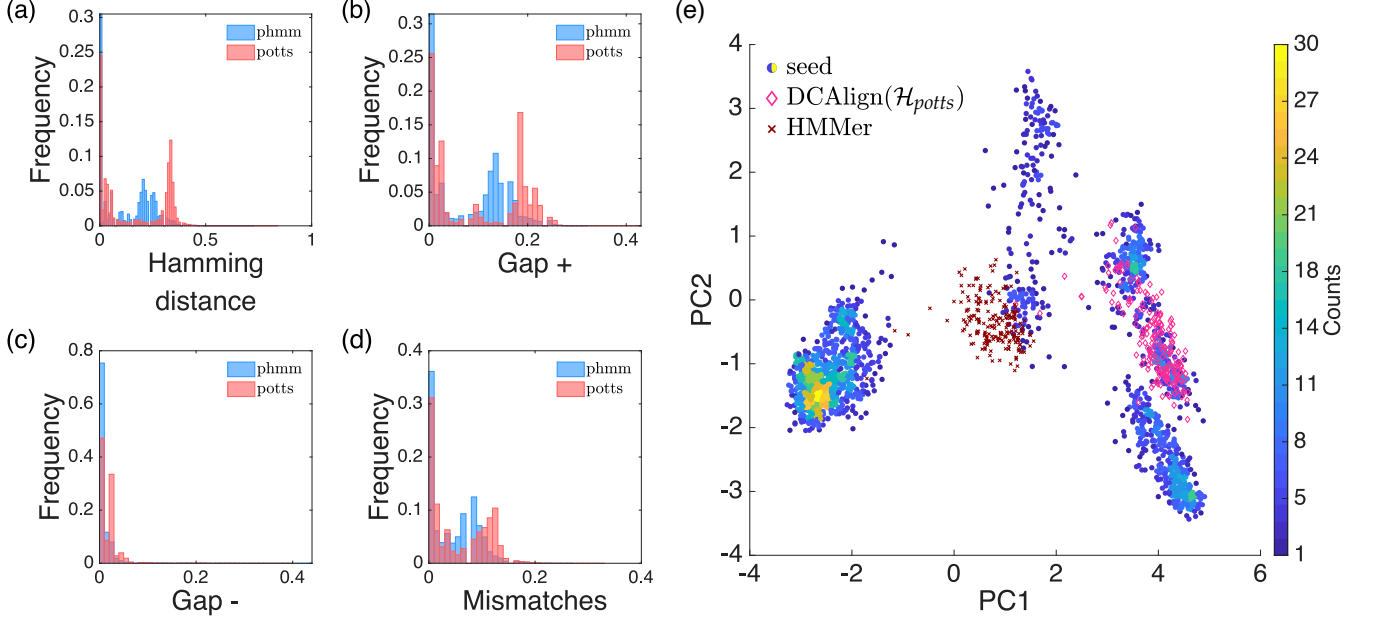 (a)
0.3
0.25
0.2
0.15
0.1
0.05
0
Frequency
phmm
potts
0
0.5
1
Hamming
distance
(b)
0.3
0.25
0.2
0.15
0.1
0.05
0
Frequency
phmm
potts
0
0.2
0.4
Gap +
(c)
0.8
0.6
0.4
0.2
0
Frequency
phmm
potts
0
0.2
0.4
Gap -
(d)
0.4
0.3
0.2
0.1
0
Frequency
phmm
potts
0
0.2
0.4
Mismatches
(e)
4
3
2
1
0
-1
-2
-3
-4
PC2
seed
DCAlign(ℋpotts)
HMMer
-4
-2
0
2
4
6
PC1
30
27
24
21
18
14
11
8
5
1
Counts